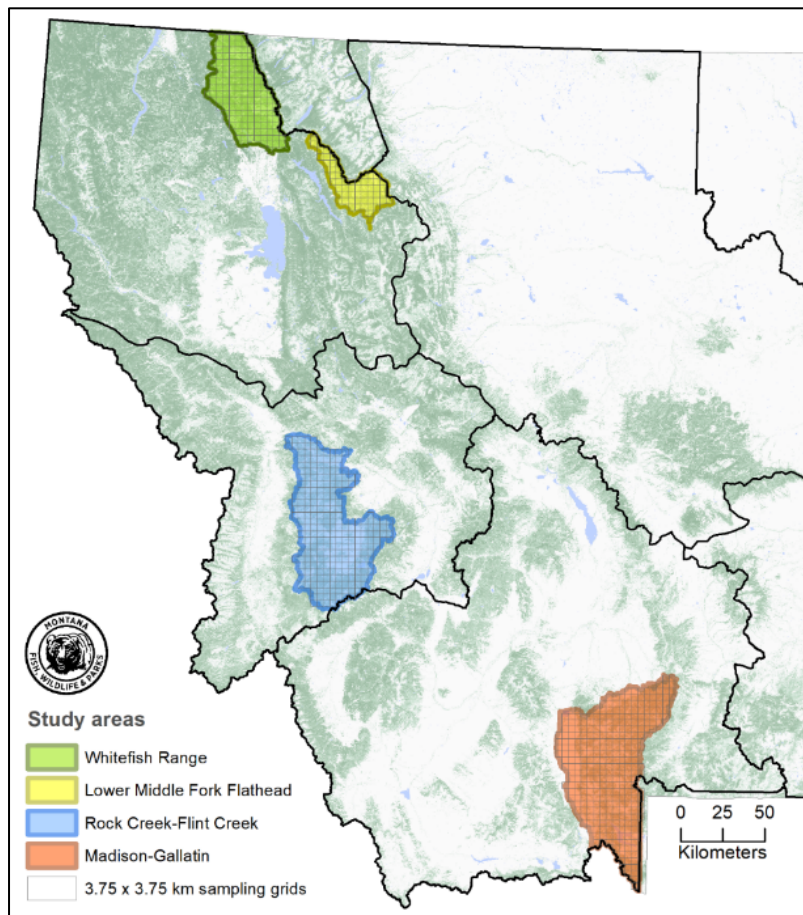 MONTANA
FISH, WILDLIFE & PARKS
Study areas
Whitefish Range
Lower Middle Fork Flathead
Rock Creek-Flint Creek
Madison-Gallatin
3.75 x 3.75 km sampling grids
0 25 50
Kilometers